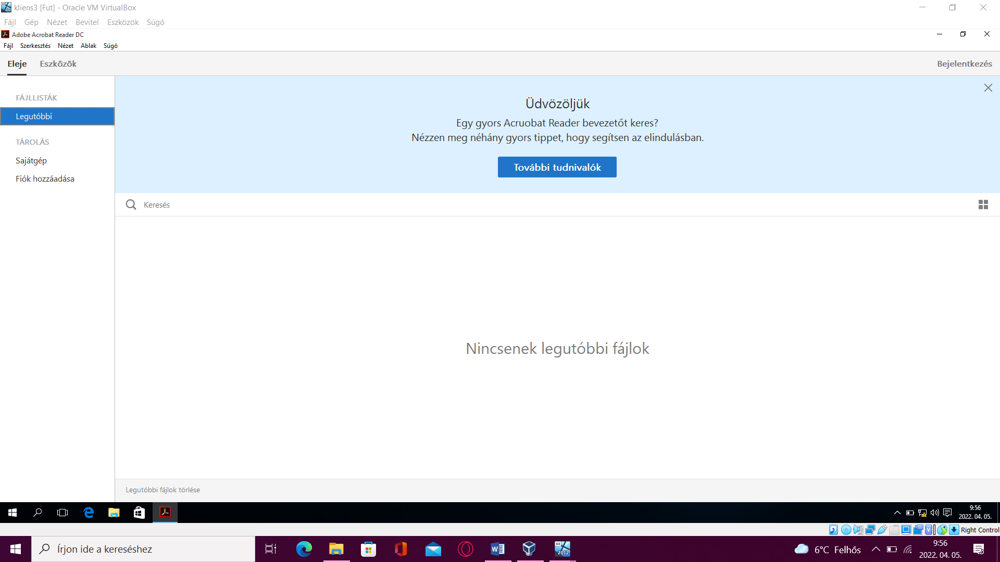 kliens3 [Fut] - Oracle VM VirtualBox
Fájl Gép Nézet Bevitel Eszközök Súgó
Adobe Acrobat Reader DC
Fájl Szerkesztés Nézet Ablak Súgó
Eleje Eszközök Bejelentkezés
FÁJLLISTÁK
Legutóbbi
TÁROLÁS
Sajátgép
Fiók hozzáadása
Üdvözöljük
Egy gyors Acruobat Reader bevezetőt keres?
Nézzen meg néhány gyors tippet, hogy segítsen az elindulásban.
További tudnivalók
Keresés
Nincsenek legutóbbi fájlok
Legutóbbi fájlok törlése
9:56
2022. 04. 05.
Right Control
Írjon ide a kereséshez
64
2012
6°C Felhős
9:56
2022. 04. 05.